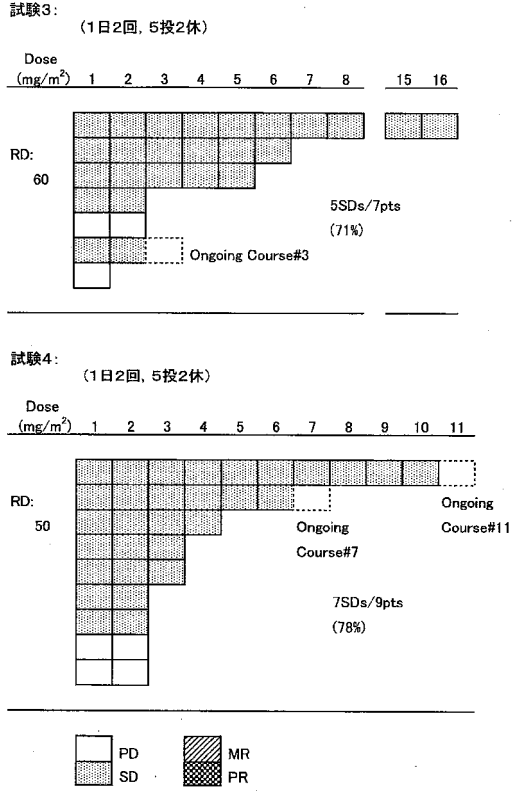 試験3：
（1日2回，5投2休）
Dose
(mg/m²) 1 2 3 4 5 6 7 8 15 16
RD:
60
5SDs/7pts
(71%)
Ongoing Course#3
試験4：
（1日2回，5投2休）
Dose
(mg/m²) 1 2 3 4 5 6 7 8 9 10 11
RD:
50
Ongoing
Course#11
Ongoing
Course#7
7SDs/9pts
(78%)
PD MR
SD PR